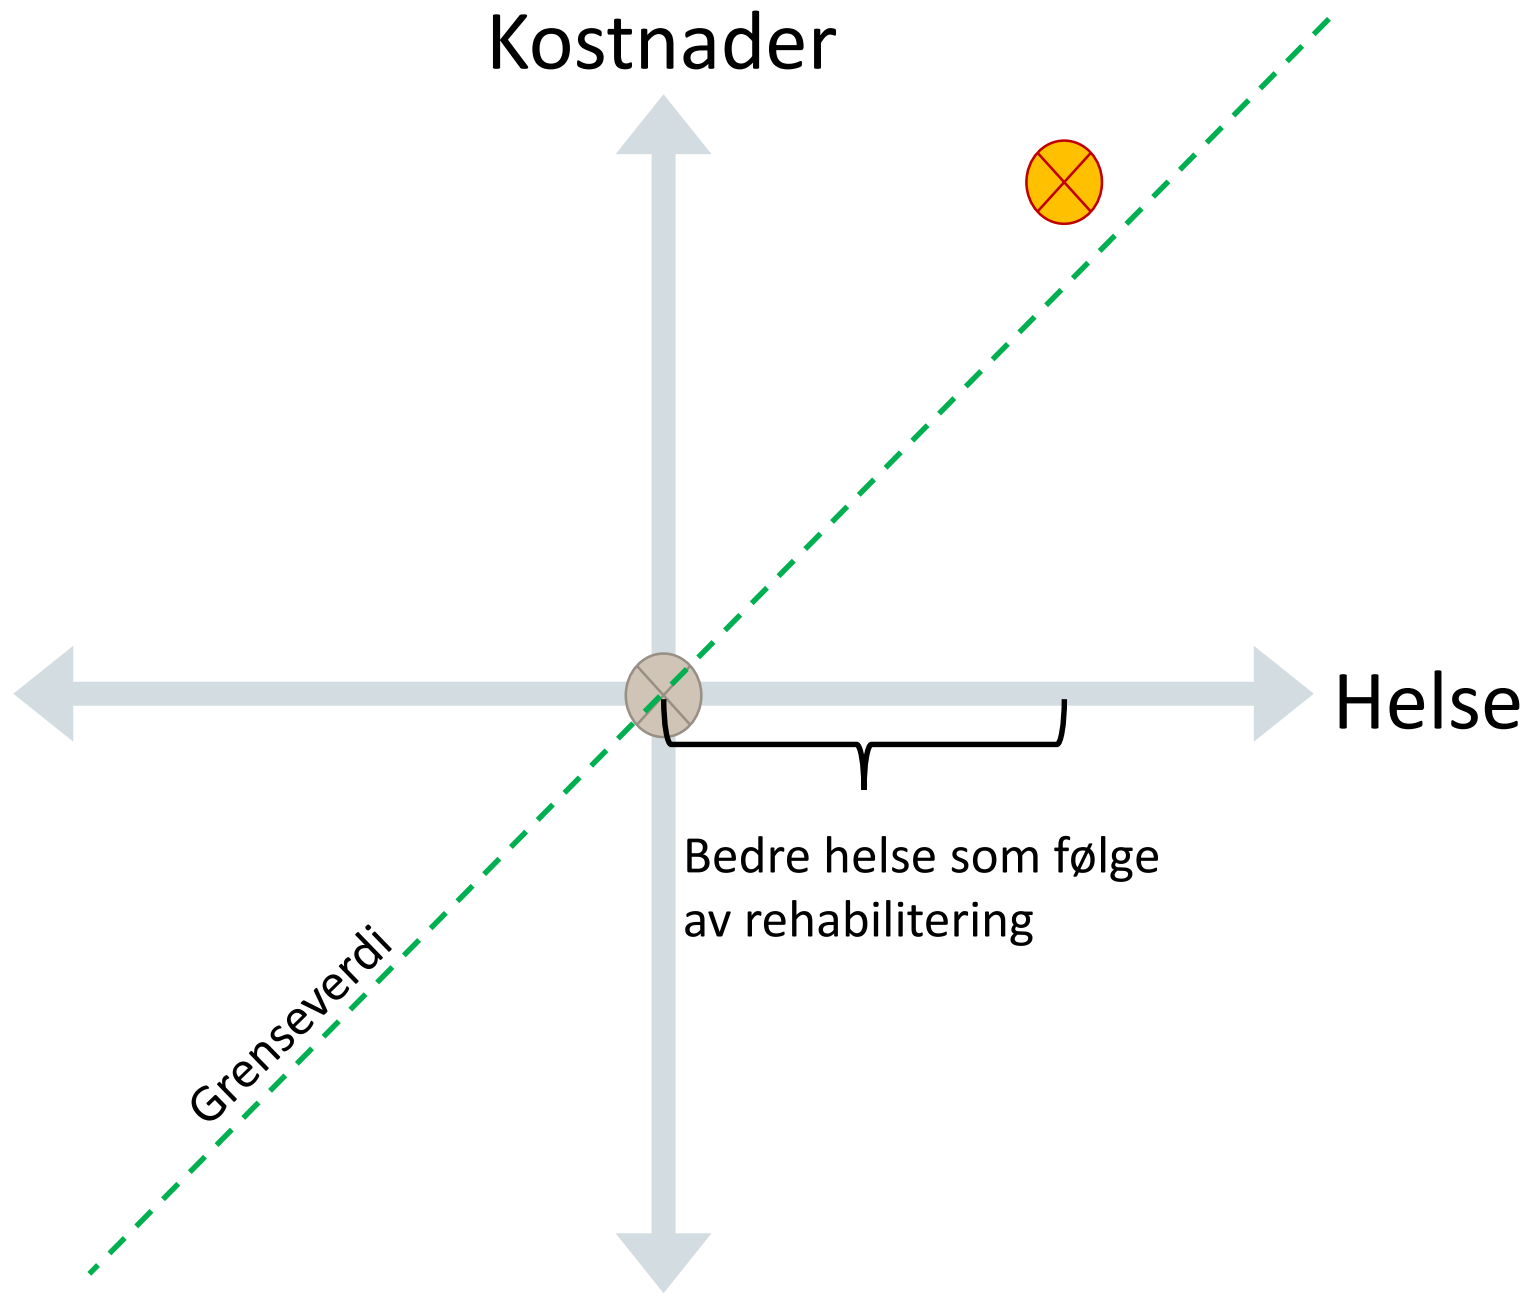 Kostnader
Helse
Bedre helse som følge
av rehabilitering
Grenseverdi